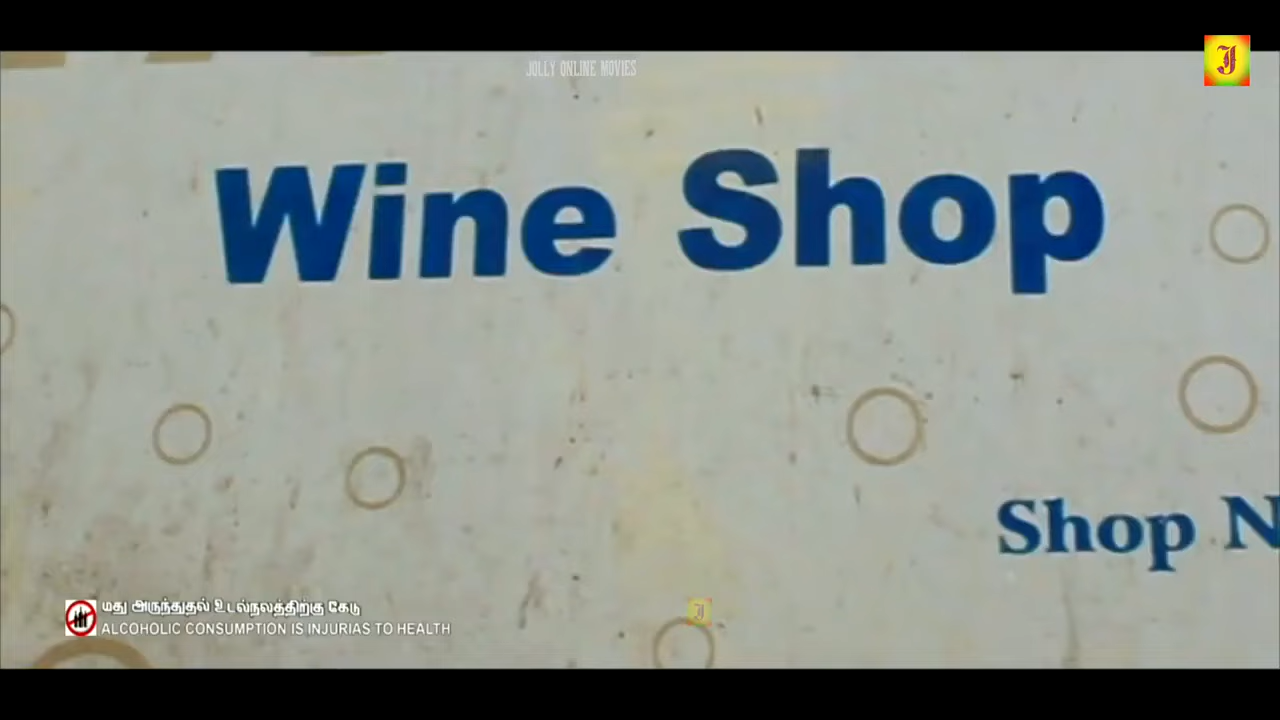 JOLLY ONLINE MOVIES
J
Wine Shop
Shop N
மது அருந்துதல் உடல்நலத்திற்கு கேடு
ALCOHOLIC CONSUMPTION IS INJURIAS TO HEALTH
J